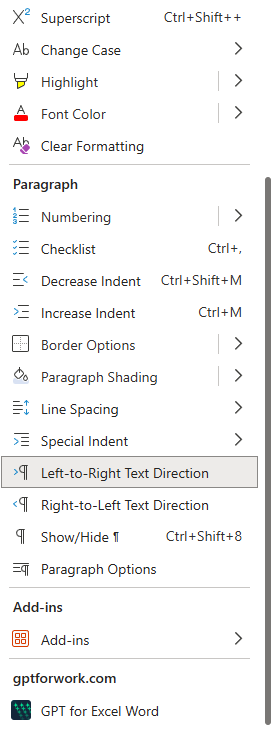 Superscript Ctrl+Shift++
Change Case
Highlight
Font Color
Clear Formatting
Paragraph
Numbering
Checklist Ctrl+,
Decrease Indent Ctrl+Shift+M
Increase Indent Ctrl+M
Border Options
Paragraph Shading
Line Spacing
Special Indent
Left-to-Right Text Direction
Right-to-Left Text Direction
Show/Hide ¶ Ctrl+Shift+8
Paragraph Options
Add-ins
Add-ins
gptforwork.com
GPT for Excel Word